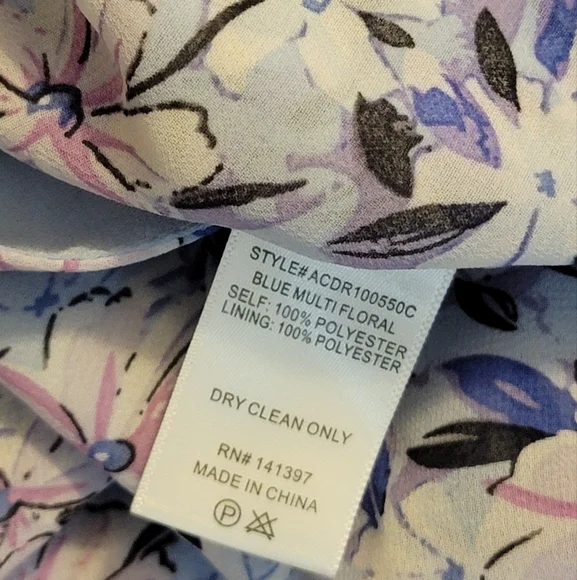 STYLE#ACDR100550C
BLUE MULTI FLORAL
SELF: 100% POLYESTER
LINING: 100% POLYESTER
DRY CLEAN ONLY
RN# 141397
MADE IN CHINA
P